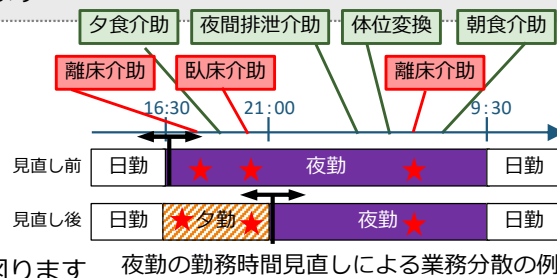 夕食介助 夜間排泄介助 体位変換 朝食介助
離床介助 臥床介助 離床介助
16:30 21:00 9:30
見直し前 日勤 夜勤 日勤
見直し後 日勤 夕勤 夜勤 日勤
図ります 夜勤の勤務時間見直しによる業務分散の例